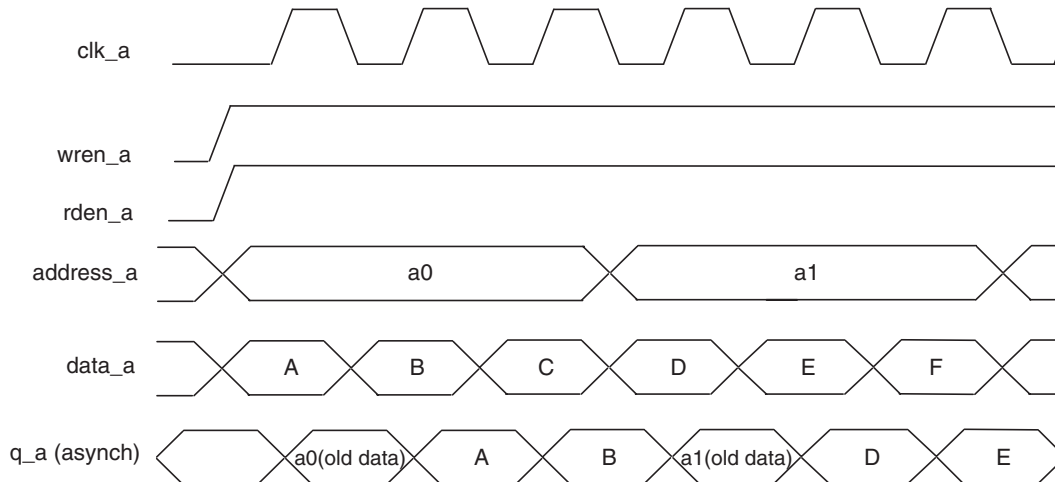 clk_a
wren_a
rden_a
address_a a0 a1
data_a A B C D E F
q_a (asynch) a0(old data) A B a1(old data) D E